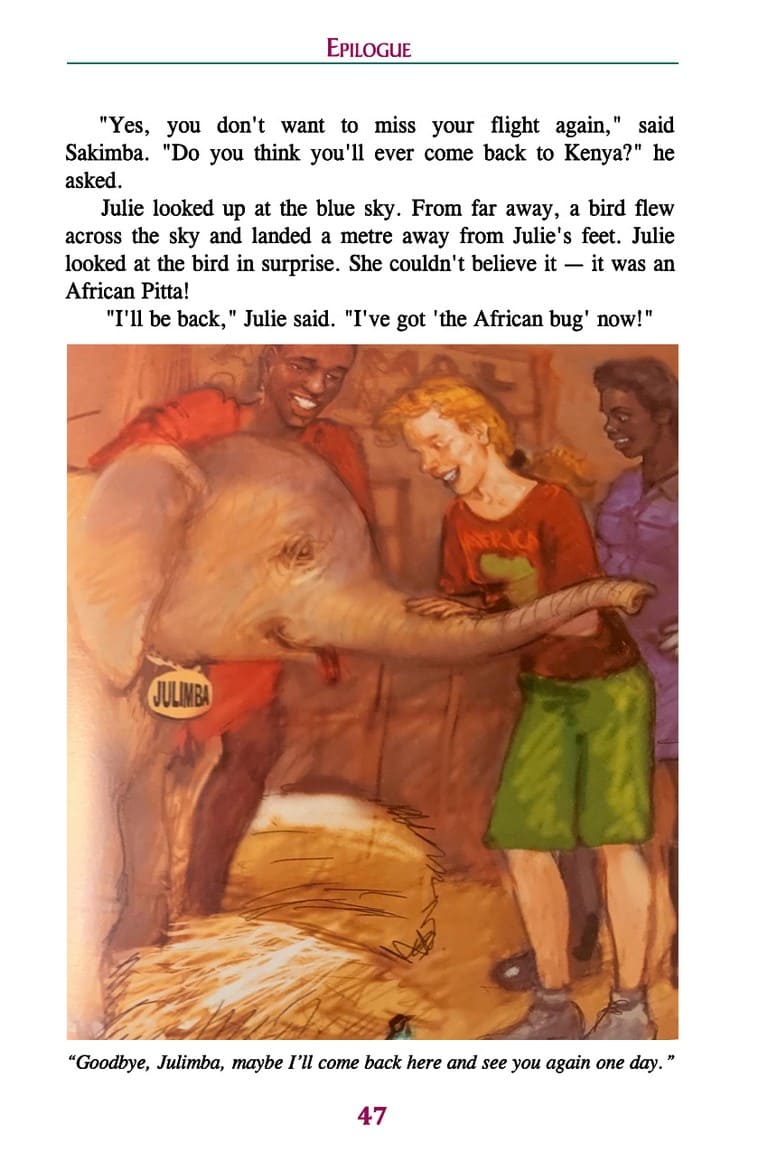 EPILOGUE
"Yes, you don't want to miss your flight again," said
Sakimba. "Do you think you'll ever come back to Kenya?" he
asked.
Julie looked up at the blue sky. From far away, a bird flew
across the sky and landed a metre away from Julie's feet. Julie
looked at the bird in surprise. She couldn't believe it — it was an
African Pitta!
"I'll be back," Julie said. "I've got 'the African bug' now!"
AFRICA
JULIMBA
“Goodbye, Julimba, maybe I’ll come back here and see you again one day.”
47